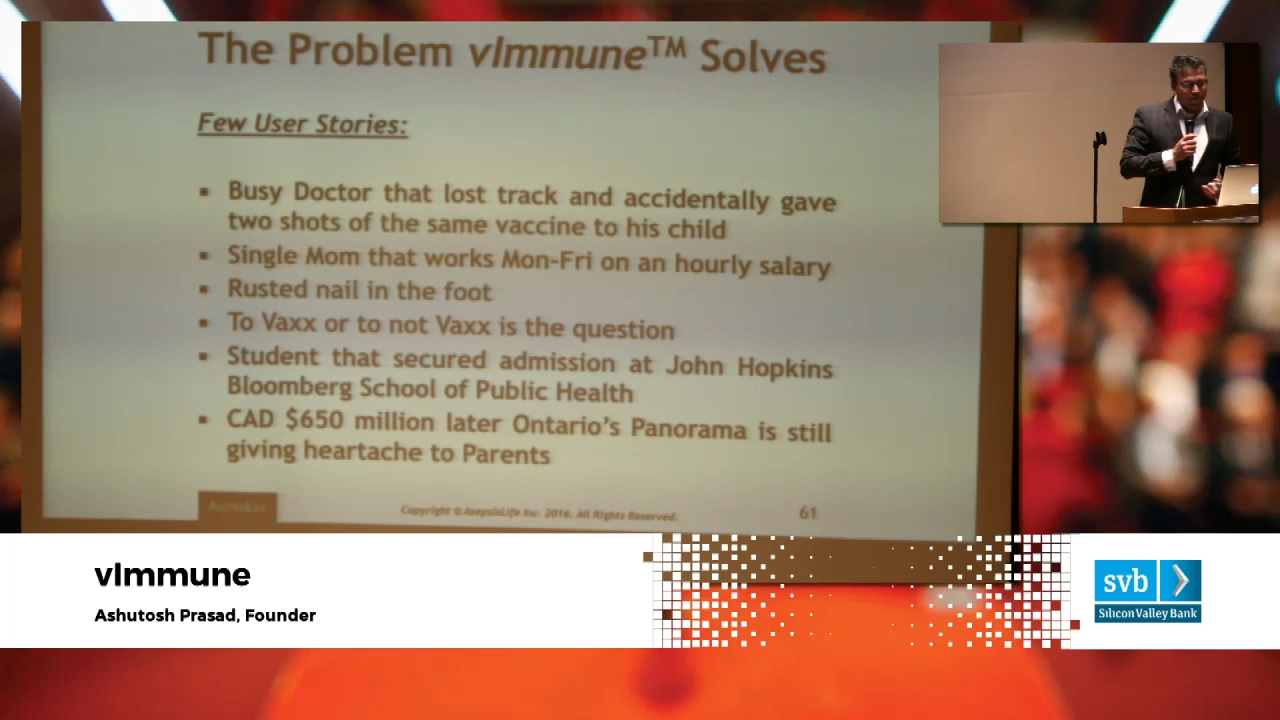 The Problem vImmune™ Solves
Few User Stories:
▪ Busy Doctor that lost track and accidentally gave
two shots of the same vaccine to his child
▪ Single Mom that works Mon-Fri on an hourly salary
▪ Rusted nail in the foot
▪ To Vaxx or to not Vaxx is the question
▪ Student that secured admission at John Hopkins
Bloomberg School of Public Health
▪ CAD $650 million later Ontario's Panorama is still
giving heartache to Parents
AsepsisLife
Copyright © AsepsisLife Inc. 2016. All Rights Reserved.
61
vImmune
Ashutosh Prasad, Founder
svb
Silicon Valley Bank